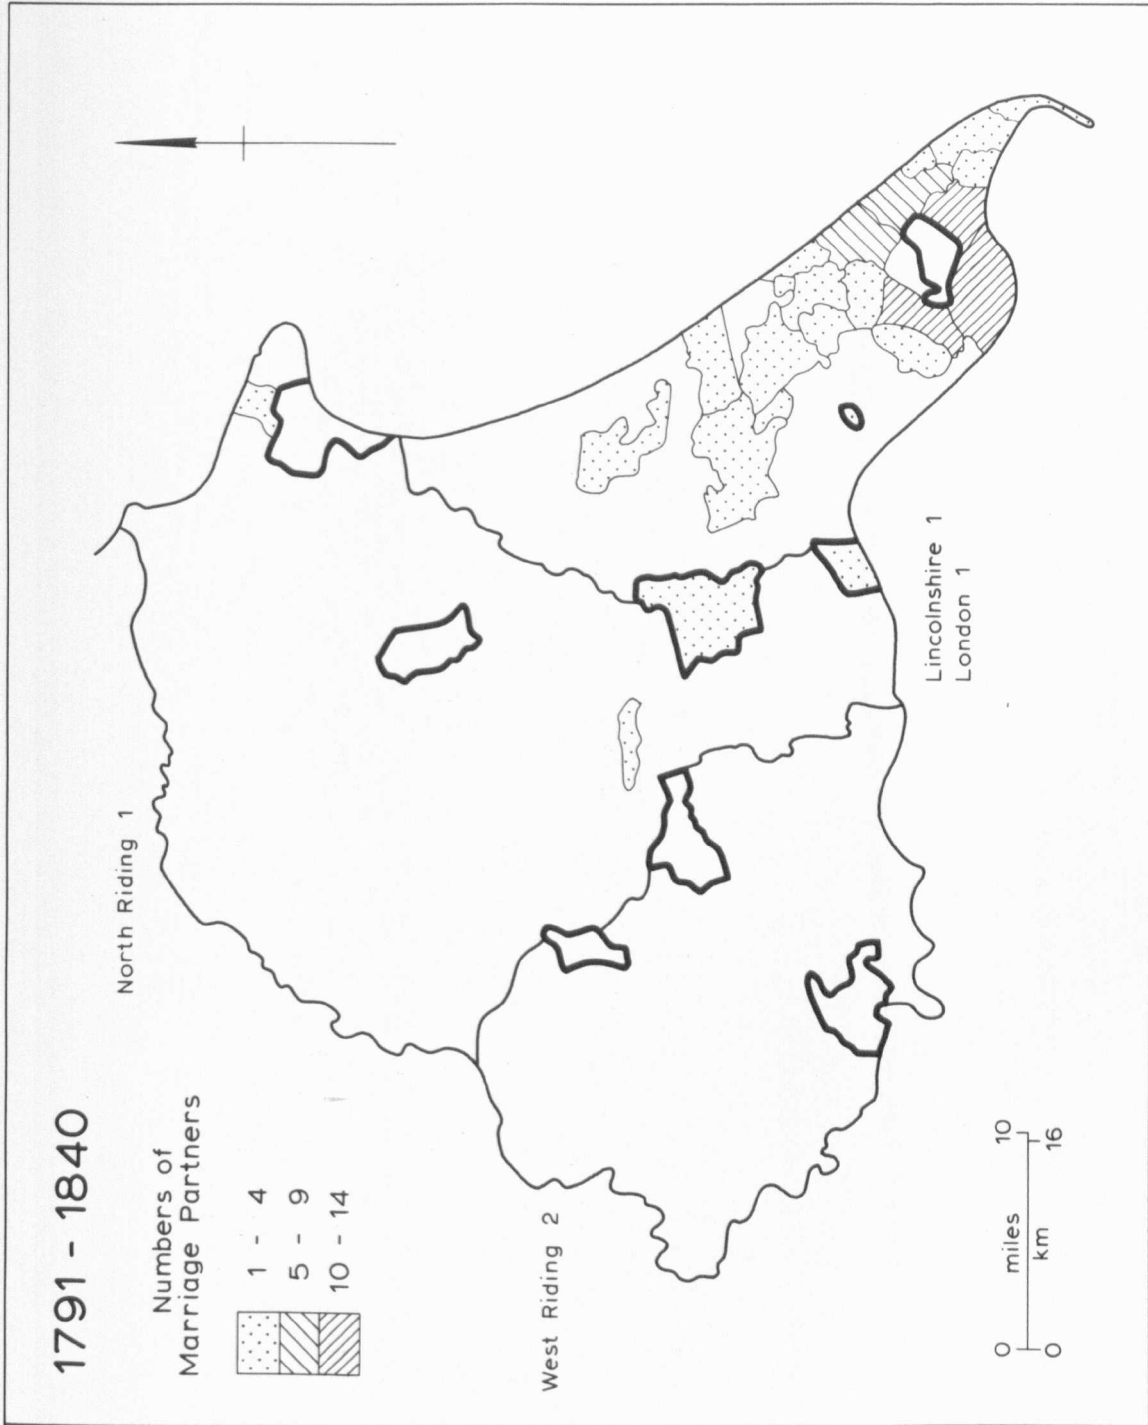 1791 - 1840
Numbers of
Marriage Partners
1 - 4
5 - 9
10 - 14
North Riding 1
West Riding 2
Lincolnshire 1
London 1
miles
0 10
km
0 16